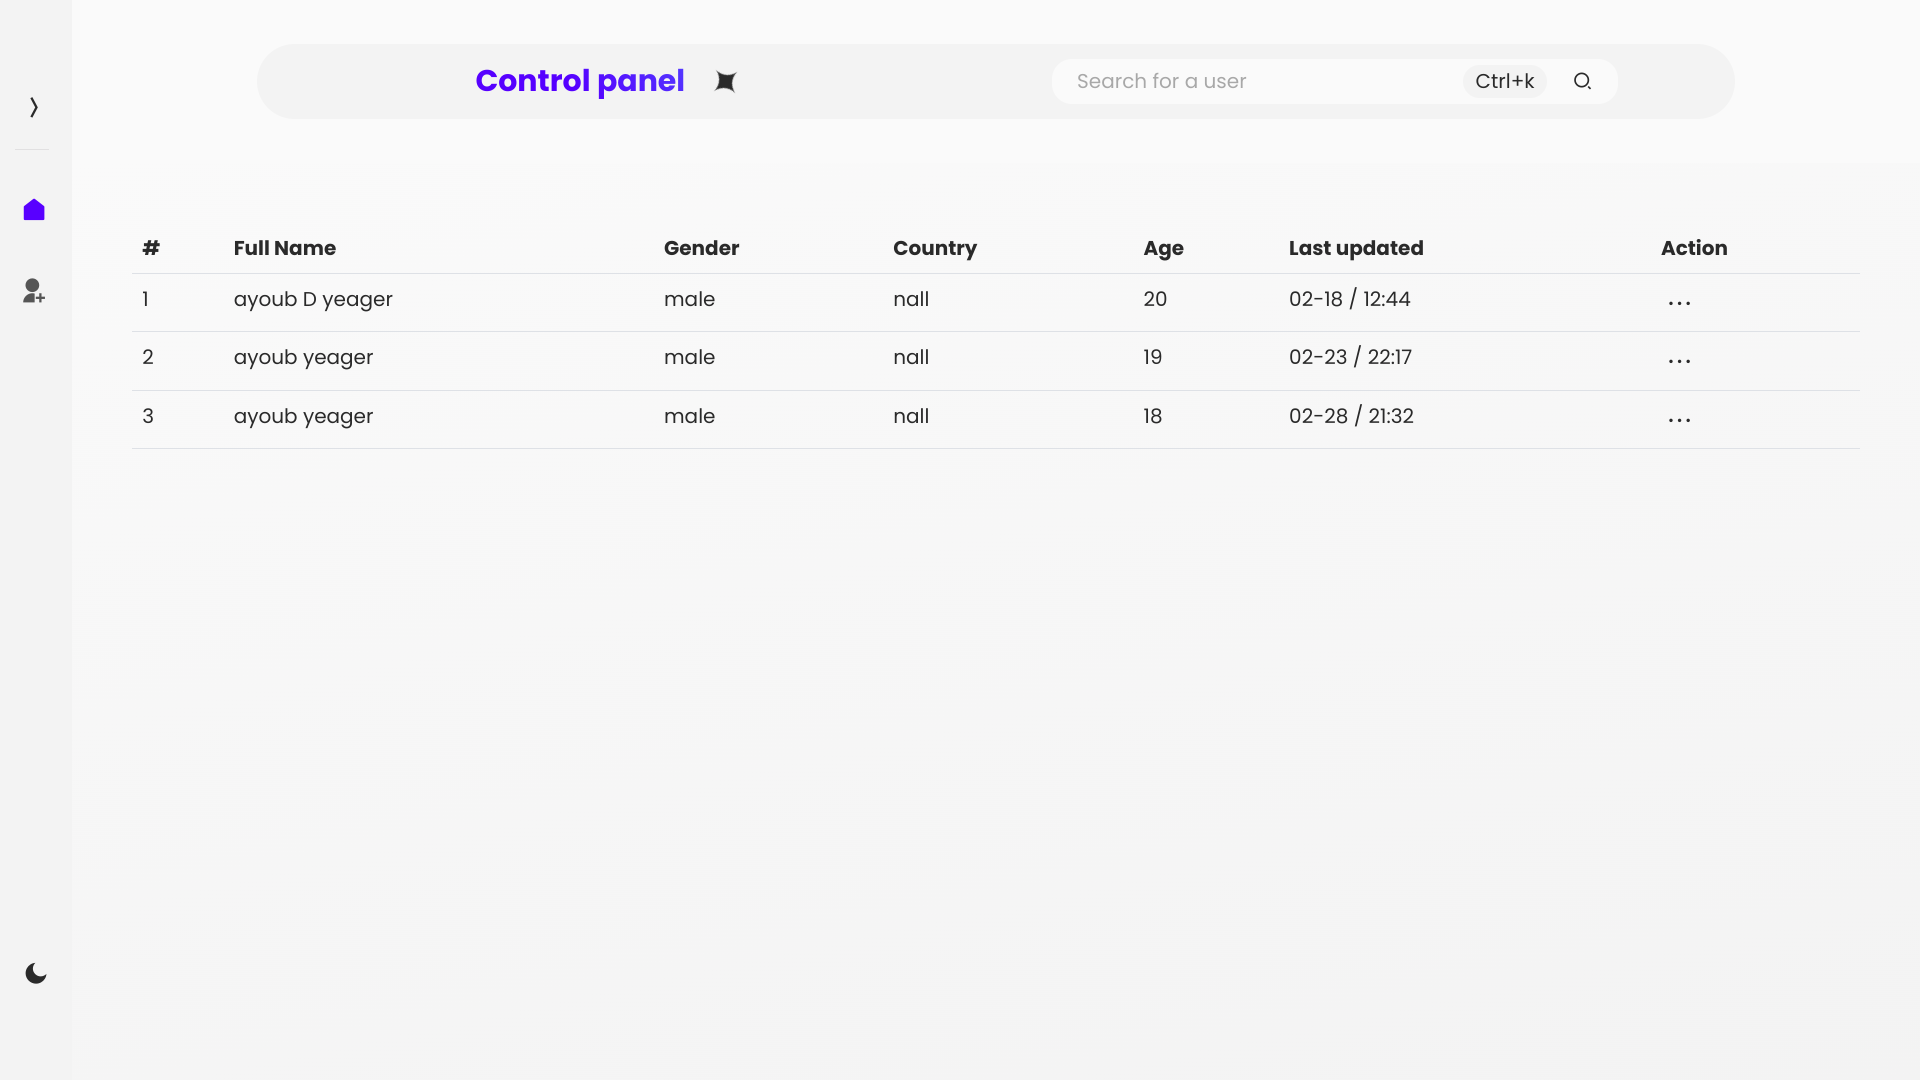 Control panel
Search for a user Ctrl+k
# Full Name Gender Country Age Last updated Action
1 ayoub D yeager male nall 20 02-18 / 12:44 ...
2 ayoub yeager male nall 19 02-23 / 22:17 ...
3 ayoub yeager male nall 18 02-28 / 21:32 ...